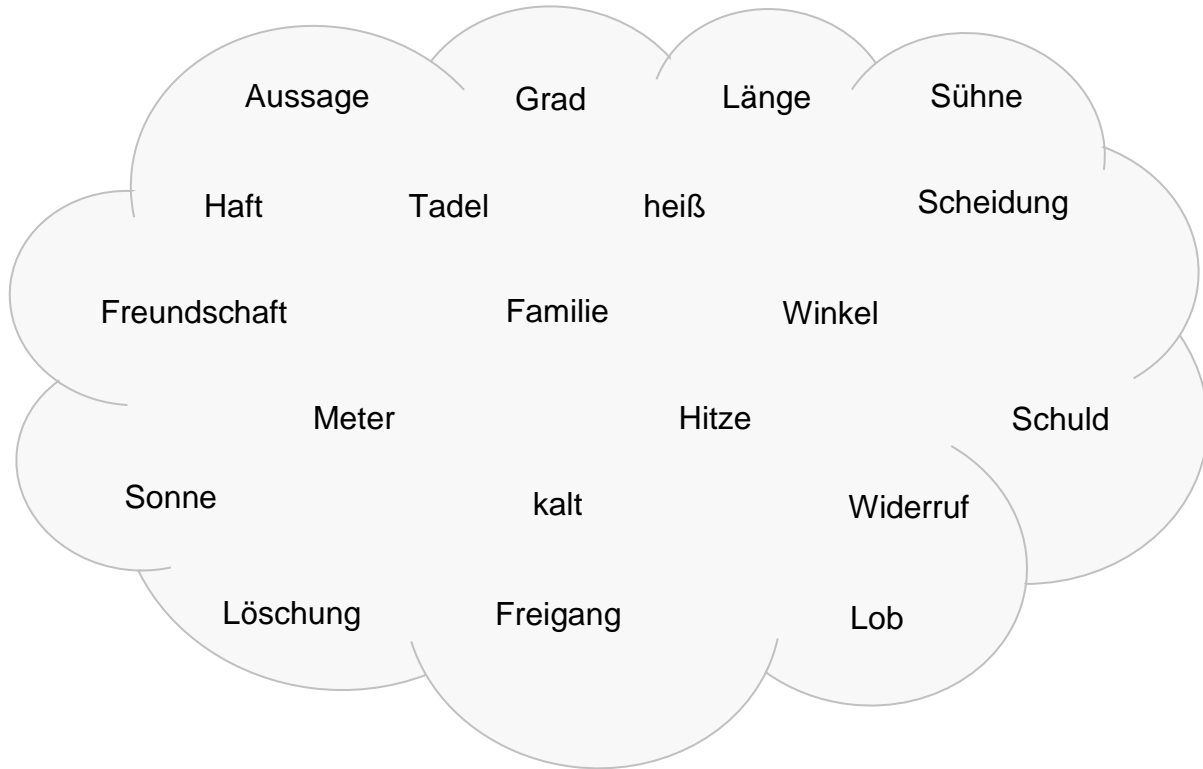 Aussage Grad Länge Sühne
Haft Tadel heiß Scheidung
Freundschaft Familie Winkel
Meter Hitze Schuld
Sonne kalt Widerruf
Löschung Freigang Lob